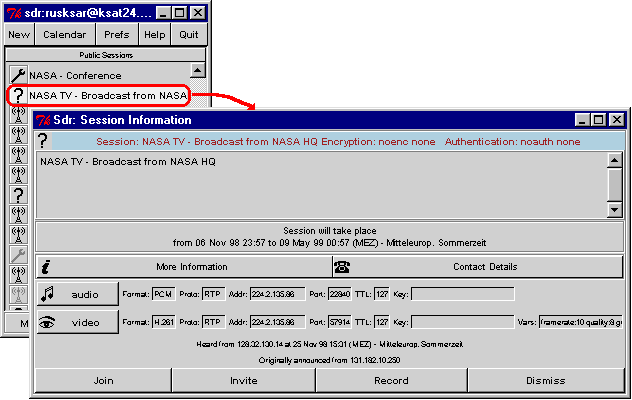 sdr:rusksar@ksat24....
New Calendar Prefs Help Quit
Public Sessions
NASA - Conference
NASA TV - Broadcast from NASA
Sdr: Session Information
Session: NASA TV - Broadcast from NASA HQ Encryption: noenc none Authentication: noauth none
NASA TV - Broadcast from NASA HQ
Session will take place
from 06 Nov 98 23:57 to 09 May 99 00:57 (MEZ) - Mitteleurop. Sommerzeit
More Information Contact Details
audio Format: PCM Proto: RTP Addr: 224.2.135.86 Port: 22840 TTL: 127 Key:
video Format: H.261 Proto: RTP Addr: 224.2.135.86 Port: 57914 TTL: 127 Key: Vars: framerate:10 quality:8 g
M
Heard from 128.32.130.14 at 25 Nov 98 15:31 (MEZ) - Mitteleurop. Sommerzeit
Originally announced from 131.182.10.250
Join Invite Record Dismiss